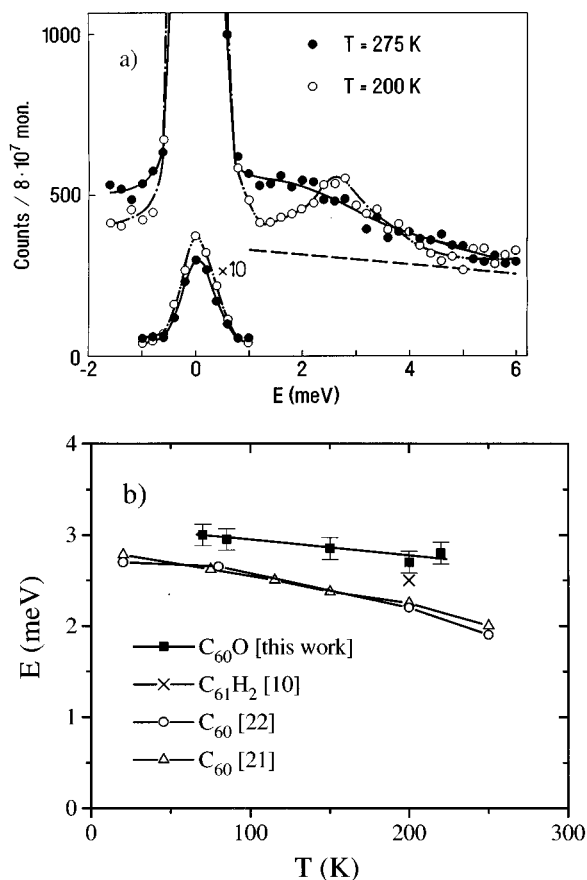 1000
a)
● T = 275 K
○ T = 200 K
Counts / 8·10⁷ mon.
500
×10
0
-2
0
2
4
6
E (meV)
4
b)
3
E (meV)
2
C₆₀O [this work]
C₆₁H₂ [10]
1
C₆₀ [22]
C₆₀ [21]
0
0
100
200
300
T (K)